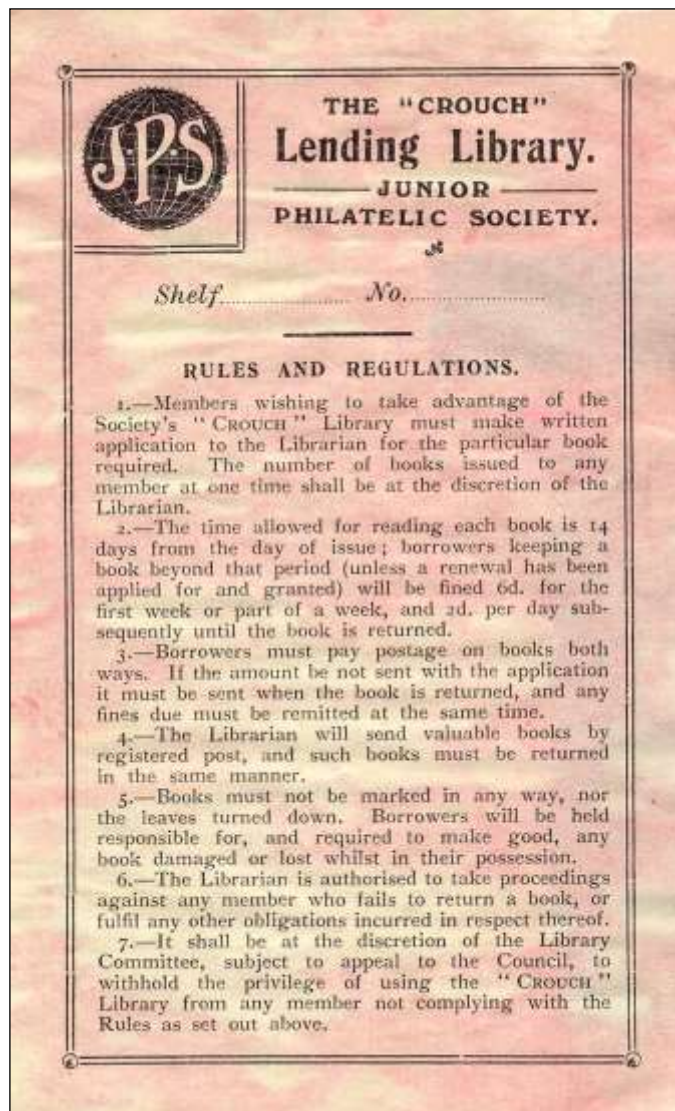 J.P.S
THE "CROUCH"
Lending Library.
JUNIOR
PHILATELIC SOCIETY.
Shelf.................... No.....................
RULES AND REGULATIONS.
1.—Members wishing to take advantage of the
Society's "CROUCH" Library must make written
application to the Librarian for the particular book
required. The number of books issued to any
member at one time shall be at the discretion of the
Librarian.
2.—The time allowed for reading each book is 14
days from the day of issue; borrowers keeping a
book beyond that period (unless a renewal has been
applied for and granted) will be fined 6d. for the
first week or part of a week, and 2d. per day sub-
sequently until the book is returned.
3.—Borrowers must pay postage on books both
ways. If the amount be not sent with the application
it must be sent when the book is returned, and any
fines due must be remitted at the same time.
4.—The Librarian will send valuable books by
registered post, and such books must be returned
in the same manner.
5.—Books must not be marked in any way, nor
the leaves turned down. Borrowers will be held
responsible for, and required to make good, any
book damaged or lost whilst in their possession.
6.—The Librarian is authorised to take proceedings
against any member who fails to return a book, or
fulfil any other obligations incurred in respect thereof.
7.—It shall be at the discretion of the Library
Committee, subject to appeal to the Council, to
withhold the privilege of using the "CROUCH"
Library from any member not complying with the
Rules as set out above.